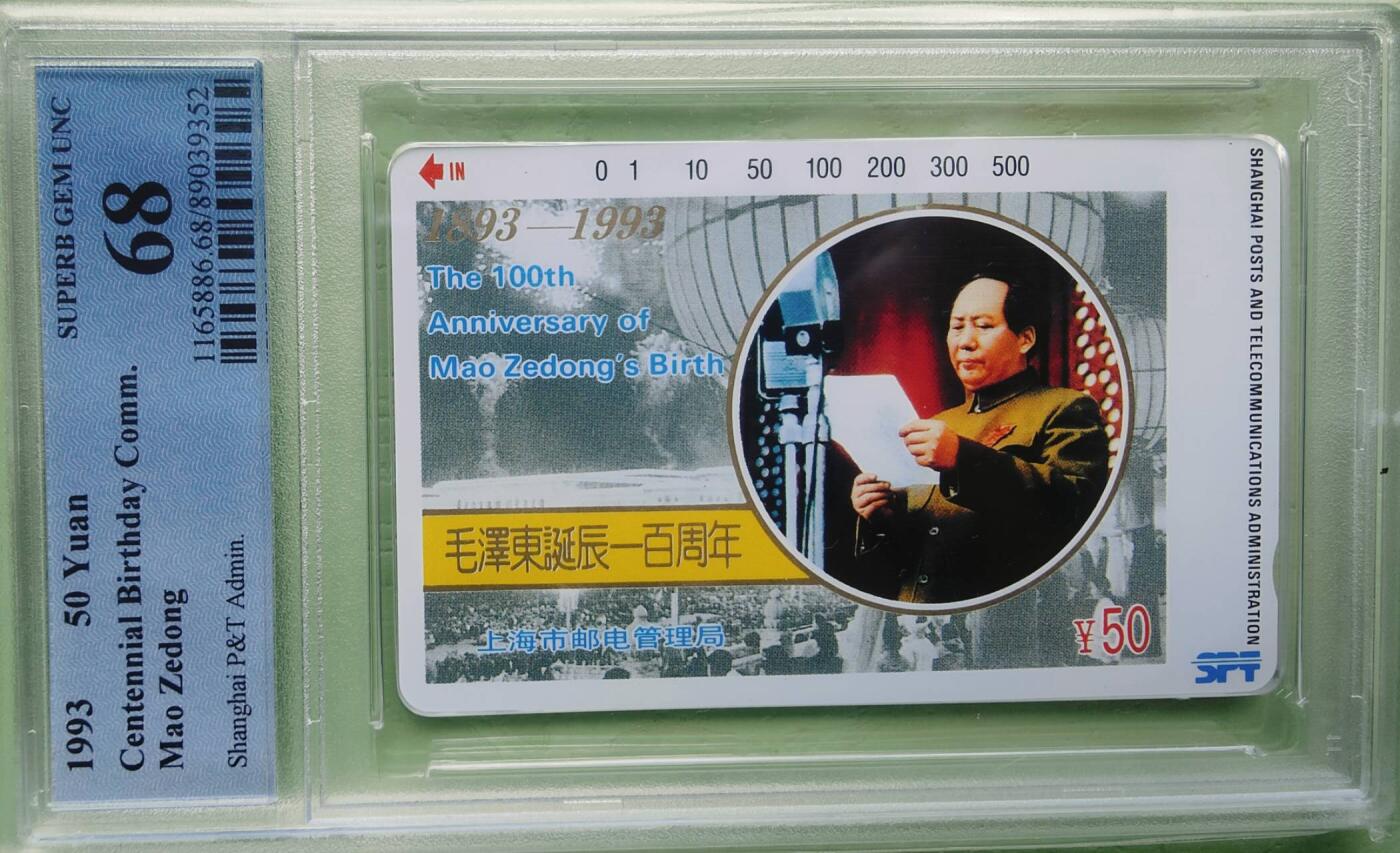 1993 50 Yuan
Centennial Birthday Comm.
Mao Zedong
Shanghai P&T Admin.
SUPERB GEM UNC
68
1165886.68/89039352
IN
0 1 10 50 100 200 300 500
1893—1993
The 100th
Anniversary of
Mao Zedong's Birth
毛澤東誕辰一百周年
上海市邮电管理局
¥50
SHANGHAI POSTS AND TELECOMMUNICATIONS ADMINISTRATION
SPT